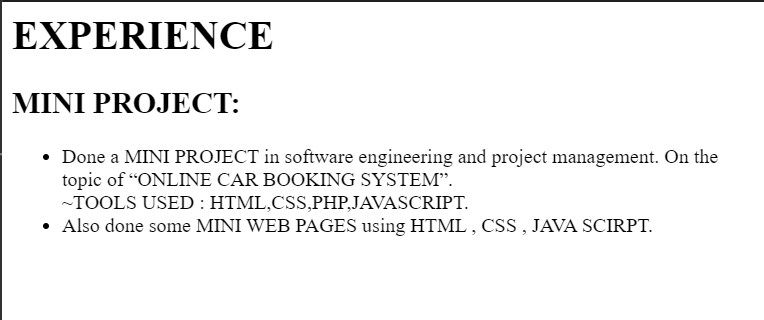 EXPERIENCE
MINI PROJECT:
• Done a MINI PROJECT in software engineering and project management. On the
topic of “ONLINE CAR BOOKING SYSTEM”.
~TOOLS USED : HTML,CSS,PHP,JAVASCRIPT.
• Also done some MINI WEB PAGES using HTML , CSS , JAVA SCIRPT.